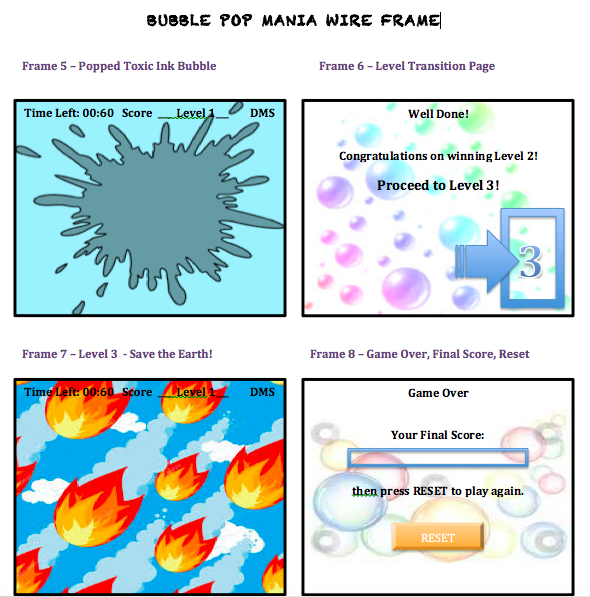 BUBBLE POP MANIA WIRE FRAME
Frame 5 – Popped Toxic Ink Bubble
Time Left: 00:60 Score ___Level 1__ DMS
Frame 6 – Level Transition Page
Well Done!
Congratulations on winning Level 2!
Proceed to Level 3!
3
Frame 7 – Level 3 - Save the Earth!
Time Left: 00:60 Score ___Level 1__ DMS
Frame 8 – Game Over, Final Score, Reset
Game Over
Your Final Score:
then press RESET to play again.
RESET